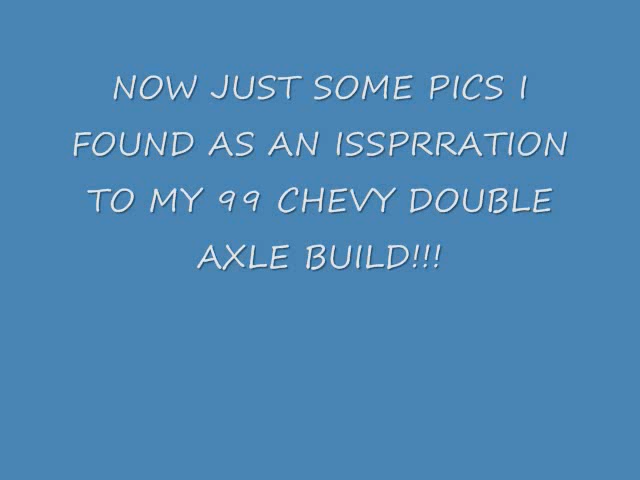 NOW JUST SOME PICS I
FOUND AS AN ISSPRRATION
TO MY 99 CHEVY DOUBLE
AXLE BUILD!!!